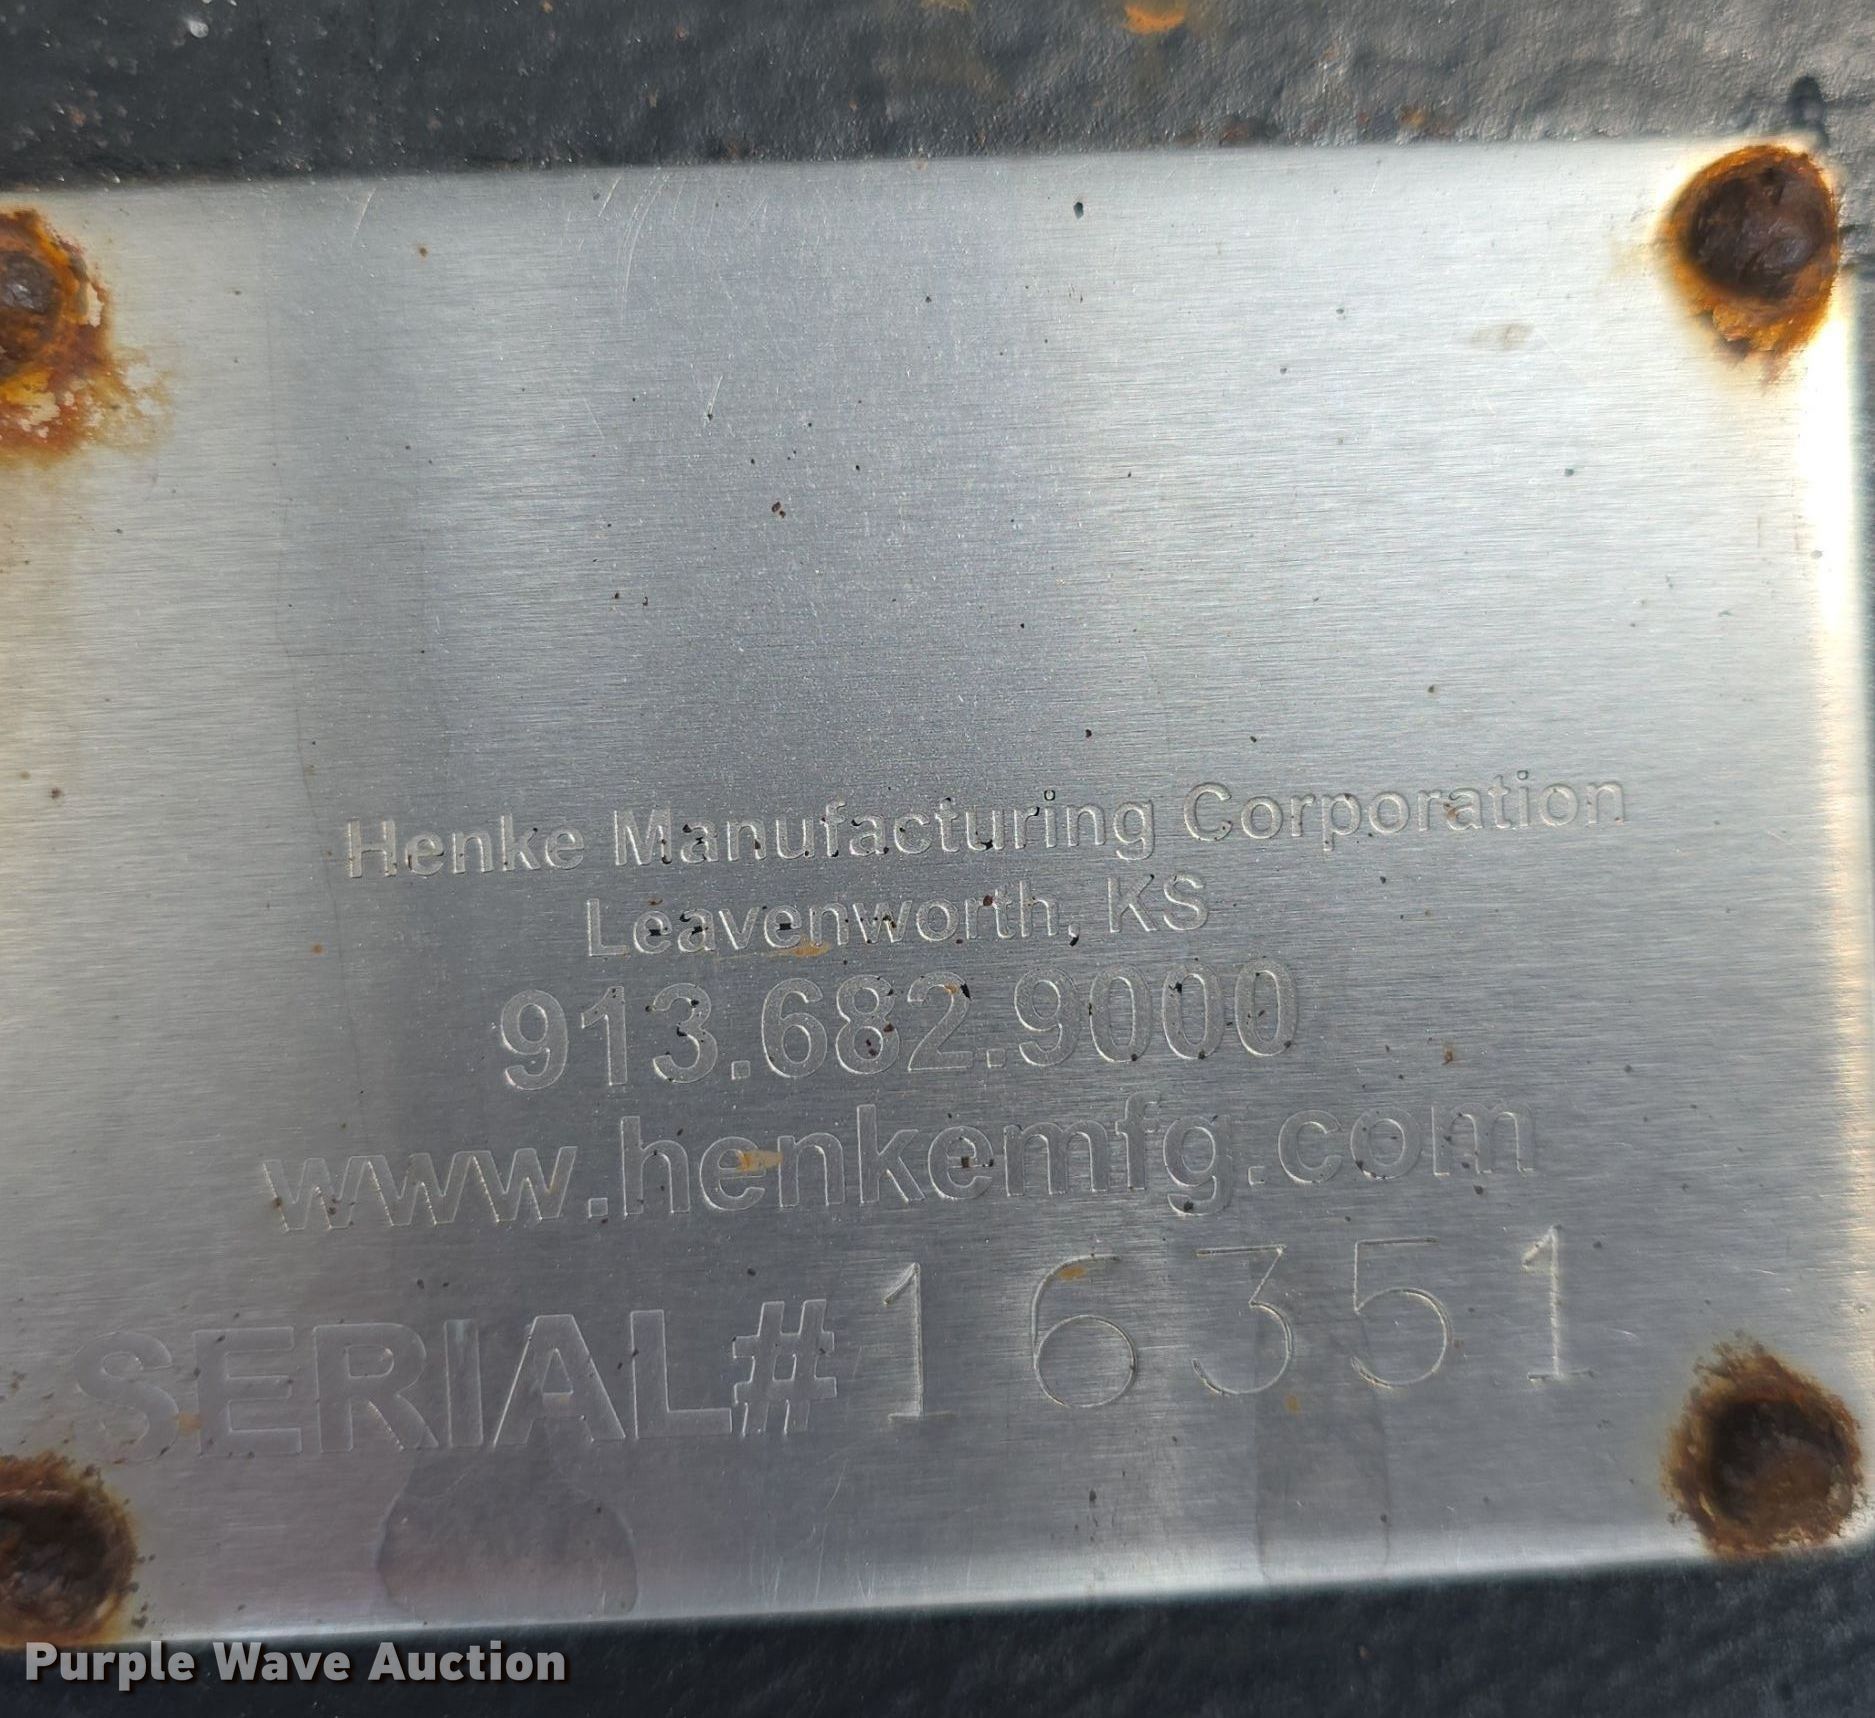 Henke Manufacturing Corporation
Leavenworth, KS
913.682.9000
www.henkemfg.com
SERIAL# 16351
Purple Wave Auction